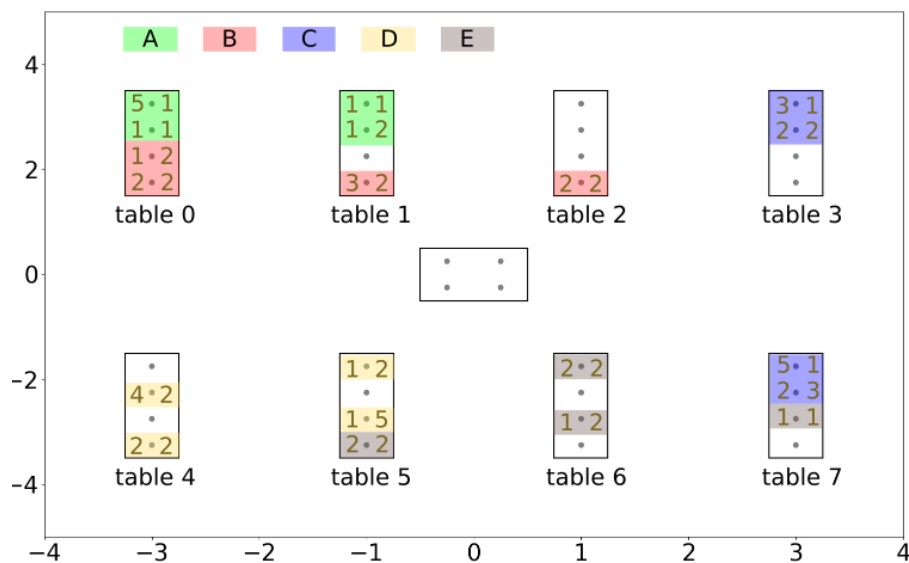 A B C D E
4
5 1 1 1 3 1
1 1 1 2 2 2
1 2
2
2 2 3 2 2 2
table 0 table 1 table 2 table 3
0
1 2 2 2 5 1
−2
4 2 2 3
1 5 1 2 1 1
2 2 2 2
table 4 table 5 table 6 table 7
−4
−4 −3 −2 −1 0 1 2 3 4